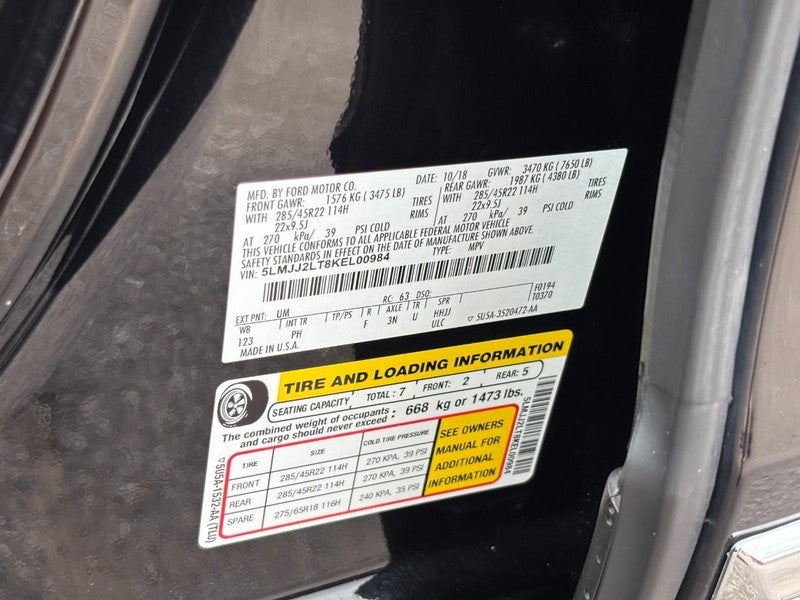 MFD. BY FORD MOTOR CO.
DATE: 10/18 GVWR: 3470 KG ( 7650 LB)
FRONT GAWR: 1576 KG ( 3475 LB) REAR GAWR: 1987 KG ( 4380 LB)
WITH 285/45R22 114H TIRES WITH 285/45R22 114H TIRES
22x9.5J RIMS 22x9.5J RIMS
AT 270 kPa/ 39 PSI COLD AT 270 kPa/ 39 PSI COLD
THIS VEHICLE CONFORMS TO ALL APPLICABLE FEDERAL MOTOR VEHICLE
SAFETY STANDARDS IN EFFECT ON THE DATE OF MANUFACTURE SHOWN ABOVE.
VIN: 5LMJJ2LT8KEL00984 TYPE: MPV
F0194
T0370
EXT PNT: UM RC: 63 DSO:
WB INT TR TP/PS R AXLE TR SPR
123 PH F 3N U HHJJ
MADE IN U.S.A. ULC ▽5U5A-3520472-AA
TIRE AND LOADING INFORMATION
SEATING CAPACITY TOTAL : 7 FRONT: 2 REAR: 5
The combined weight of occupants and cargo should never exceed : 668 kg or 1473 lbs.
TIRE SIZE COLD TIRE PRESSURE
FRONT 285/45R22 114H 270 KPA, 39 PSI
REAR 285/45R22 114H 270 KPA, 39 PSI
SPARE 275/65R18 116H 240 KPA, 35 PSI
SEE OWNERS
MANUAL FOR
ADDITIONAL
INFORMATION
5LMJJ2LT8KEL00984
▽5U5A-1532-AA (TLU)